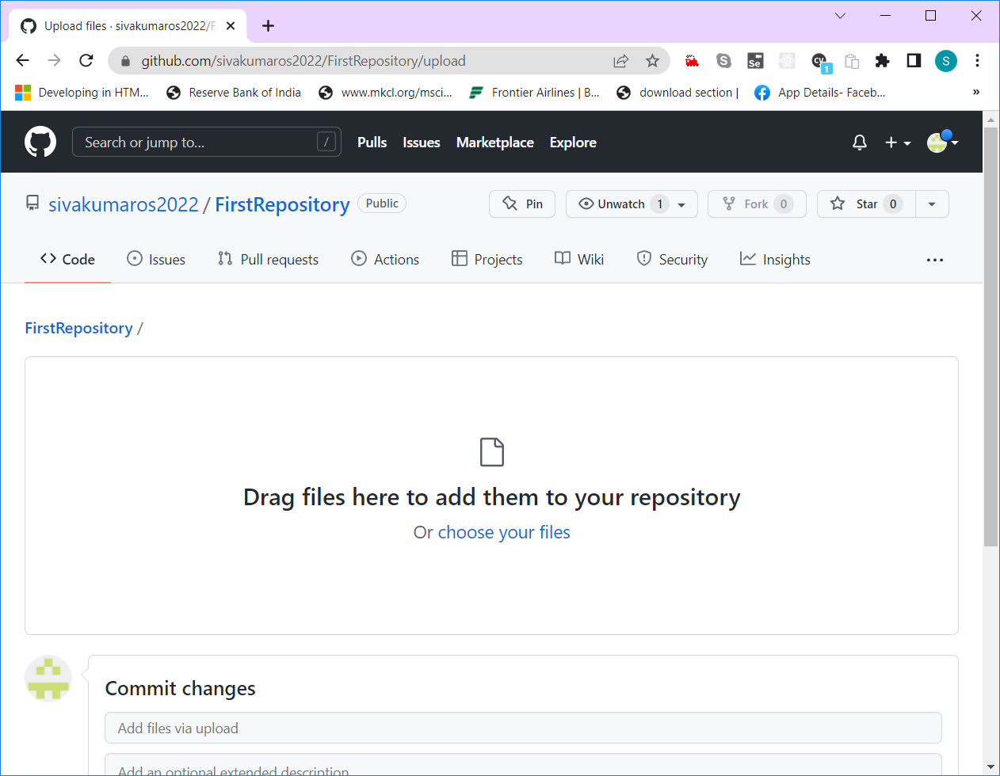 Upload files · sivakumaros2022/F
github.com/sivakumaros2022/FirstRepository/upload
S
Se
CY
1
S
Developing in HTM...
Reserve Bank of India
www.mkcl.org/msci...
Frontier Airlines | B...
download section |
App Details- Faceb...
»
Search or jump to...
/
Pulls
Issues
Marketplace
Explore
sivakumaros2022 / FirstRepository
Public
Pin
Unwatch 1
Fork 0
Star 0
Code
Issues
Pull requests
Actions
Projects
Wiki
Security
Insights
FirstRepository /
Drag files here to add them to your repository
Or choose your files
Commit changes
Add files via upload
Add an optional extended description